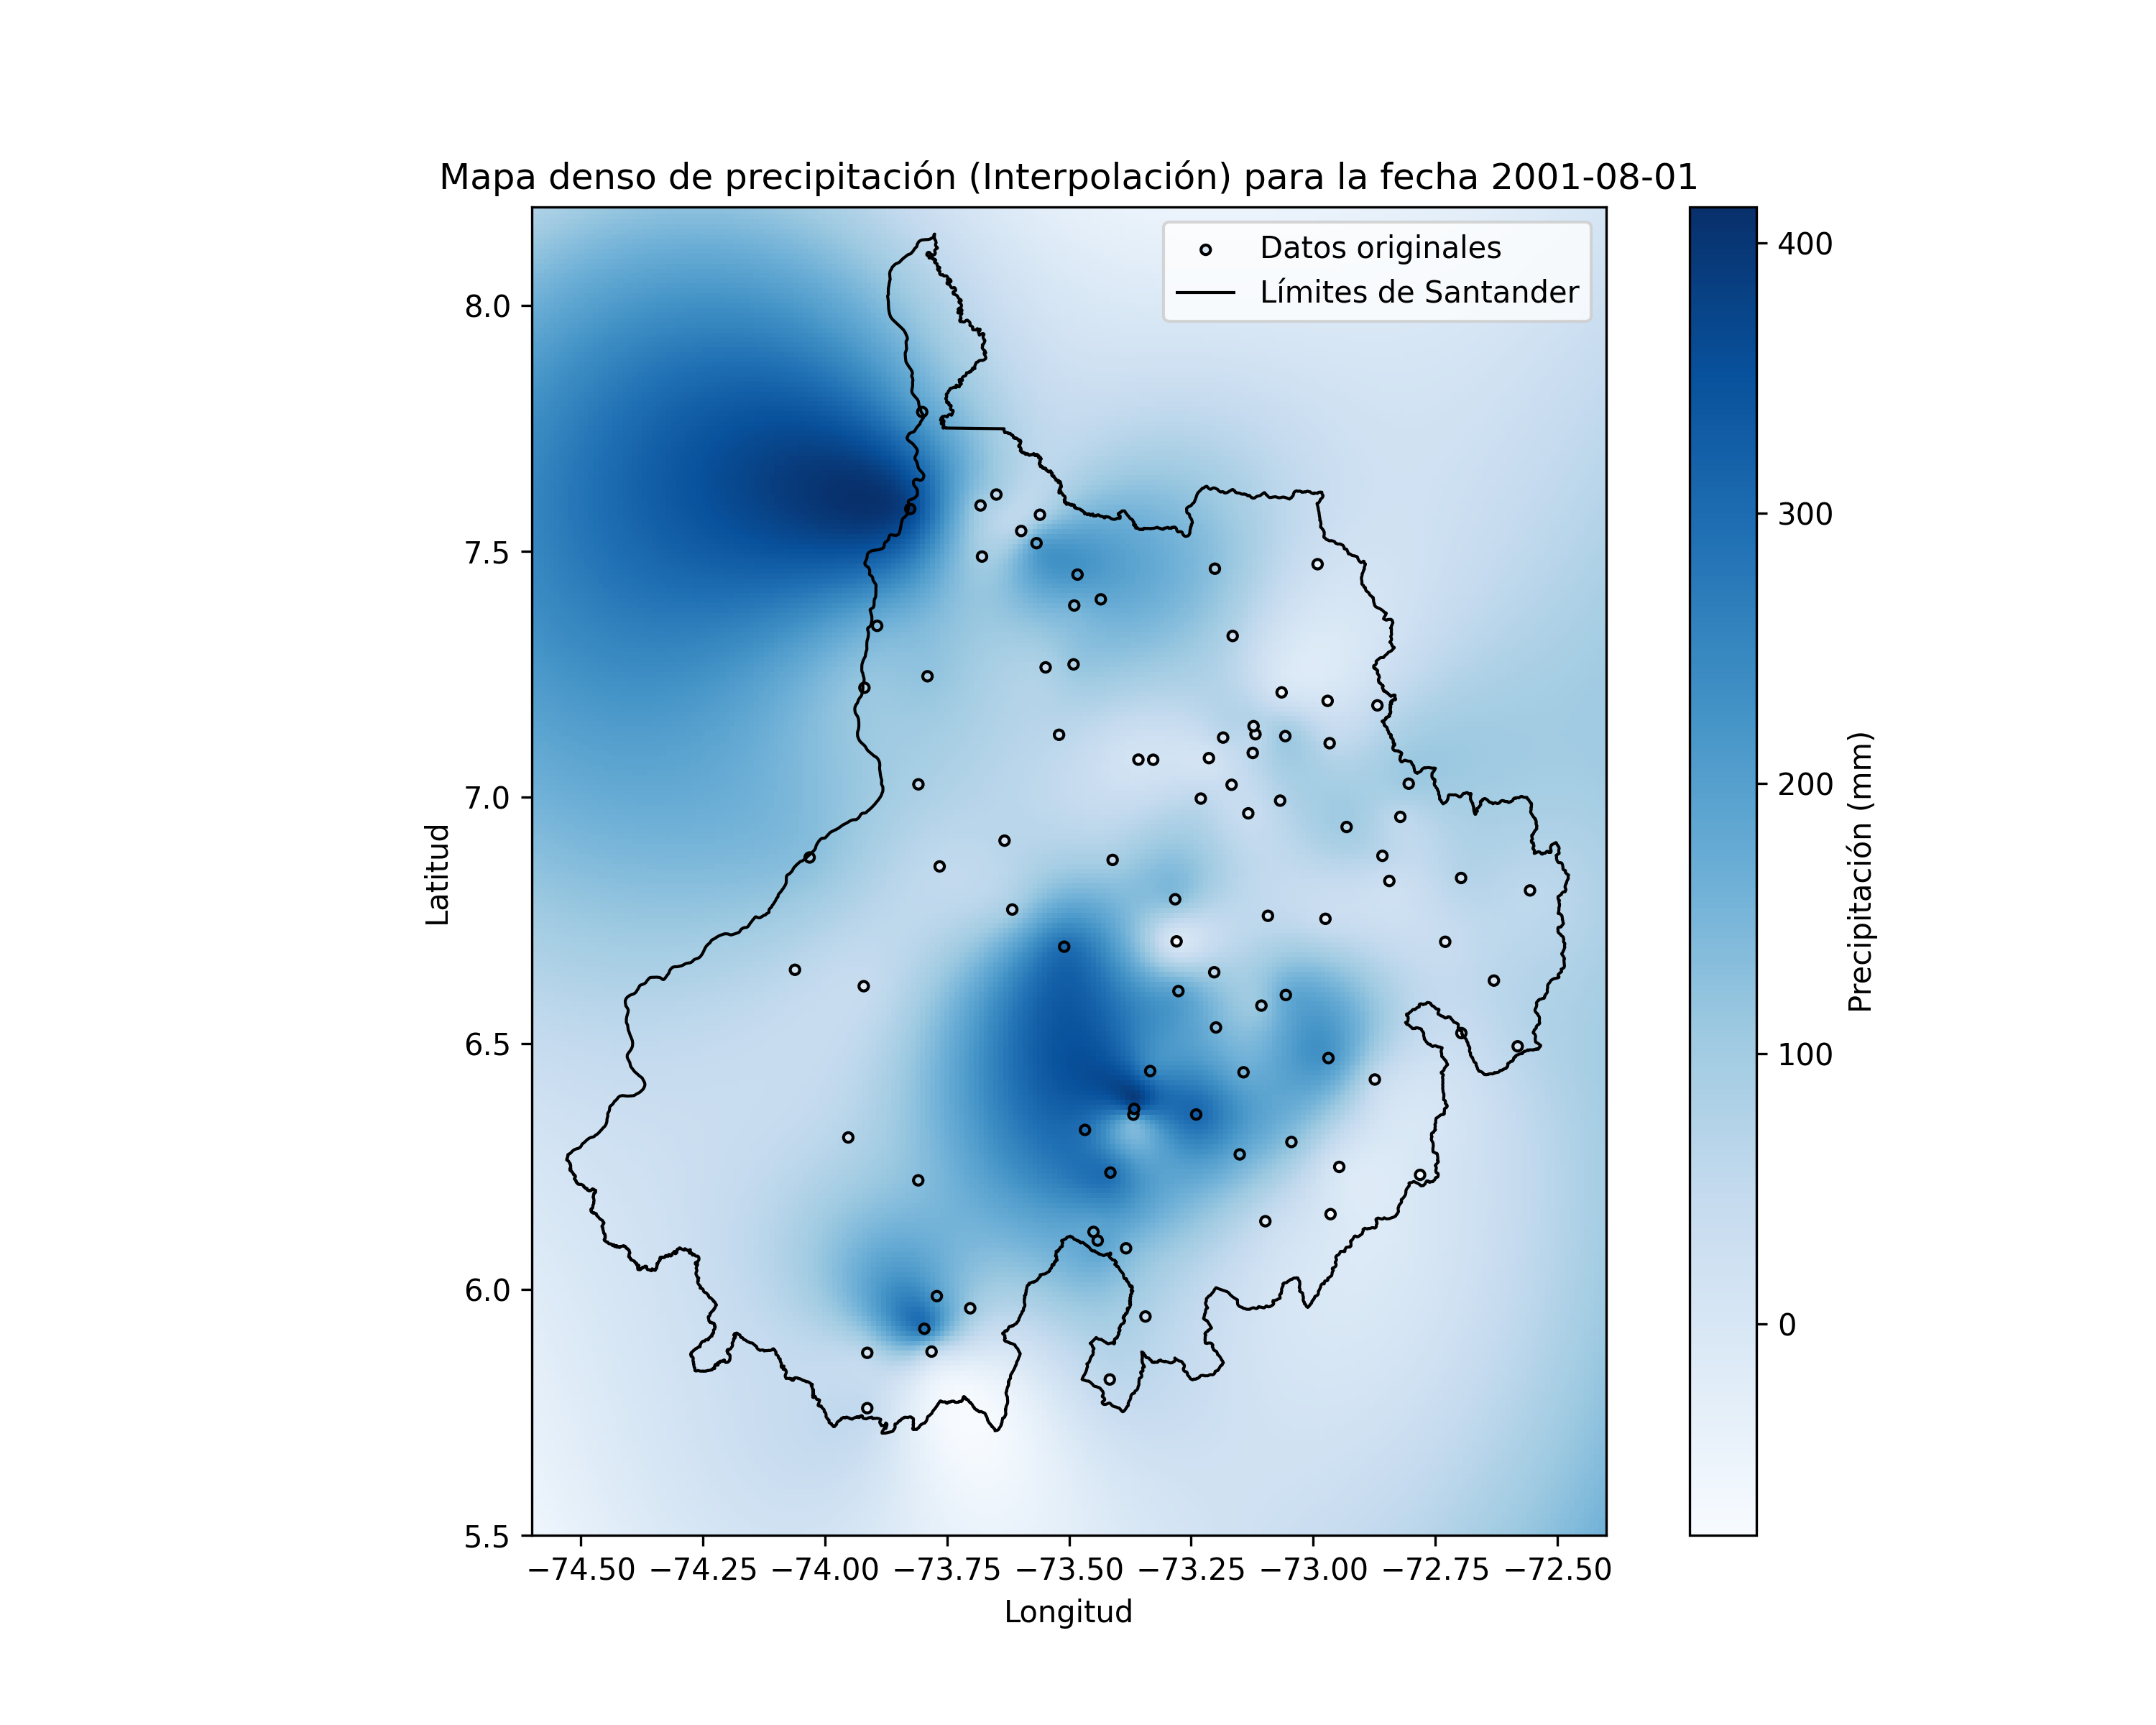 Mapa denso de precipitación (Interpolación) para la fecha 2001-08-01
Datos originales
Límites de Santander
8.0
7.5
7.0
6.5
6.0
5.5
Latitud
−74.50 −74.25 −74.00 −73.75 −73.50 −73.25 −73.00 −72.75 −72.50
Longitud
400
300
200
100
0
Precipitación (mm)